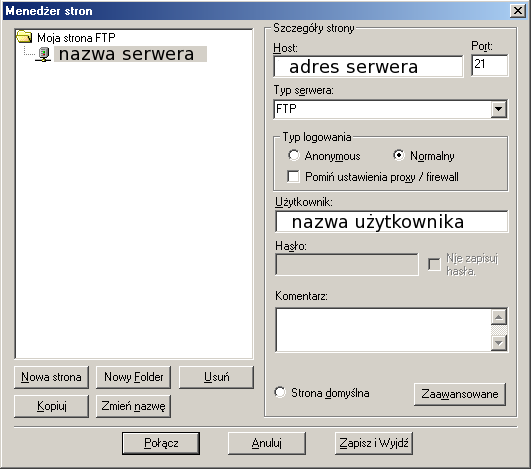 Menedżer stron
Moja strona FTP
nazwa serwera
Szczegóły strony
Host:
Port:
adres serwera
21
Typ serwera:
FTP
Typ logowania
Anonymous
Normalny
Pomiń ustawienia proxy / firewall
Użytkownik:
nazwa użytkownika
Hasło:
Nie zapisuj
hasła.
Komentarz:
Nowa strona
Nowy Folder
Usuń
Kopiuj
Zmień nazwę
Strona domyślna
Zaawansowane
Połącz
Anuluj
Zapisz i Wyjdź